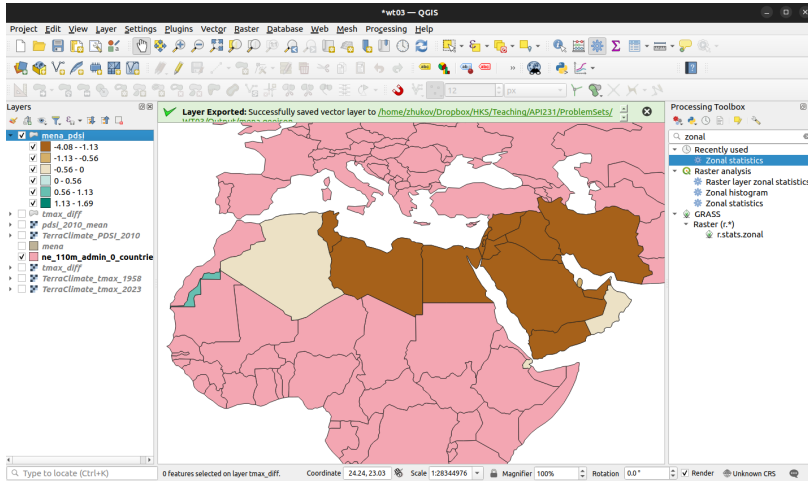 *wt03 — QGIS
Project Edit View Layer Settings Plugins Vector Raster Database Web Mesh Processing Help
12
px
Layers
mena_pdsi
-4.08 - -1.13
-1.13 - -0.56
-0.56 - 0
0 - 0.56
0.56 - 1.13
1.13 - 1.69
tmax_diff
pdsi_2010_mean
TerraClimate_PDSI_2010
mena
ne_110m_admin_0_countrie
tmax_diff
TerraClimate_tmax_1958
TerraClimate_tmax_2023
Layer Exported: Successfully saved vector layer to /home/zhukov/Dropbox/HKS/Teaching/API231/ProblemSets/
Processing Toolbox
zonal
Recently used
Zonal statistics
Raster analysis
Raster layer zonal statistics
Zonal histogram
Zonal statistics
GRASS
Raster (r.*)
r.stats.zonal
Type to locate (Ctrl+K)
0 features selected on layer tmax_diff.
Coordinate 24.24,23.03
Scale 1:28344976
Magnifier 100%
Rotation 0.0°
Render
Unknown CRS